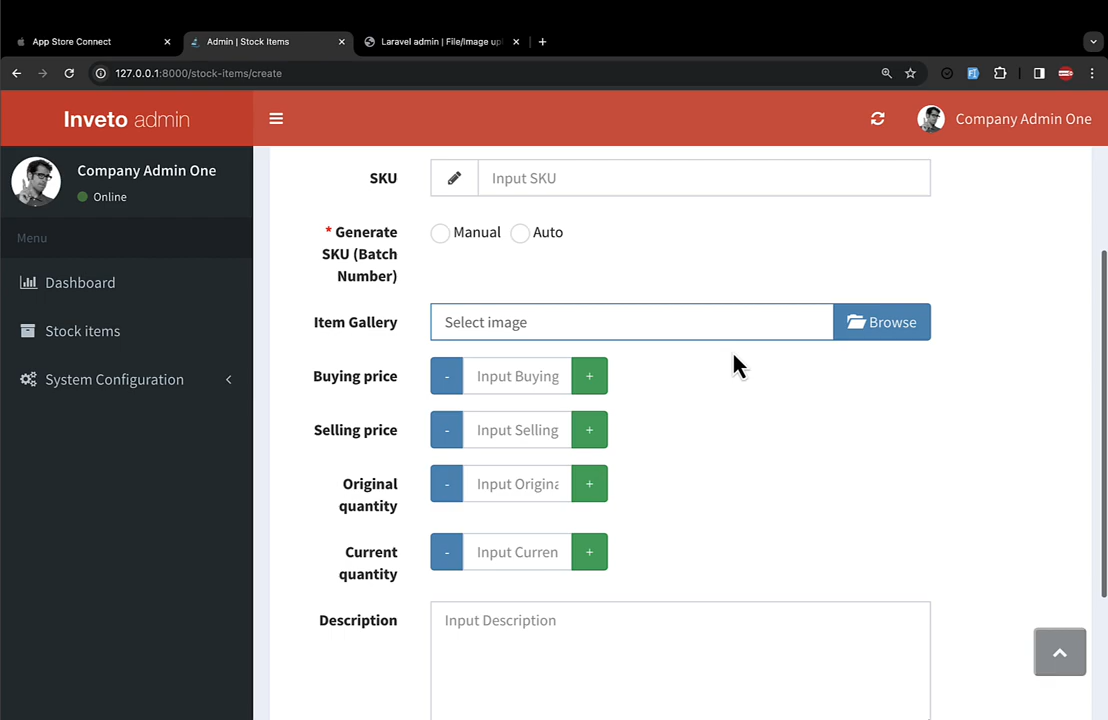 App Store Connect
Admin | Stock Items
Laravel admin | File/Image upl
127.0.0.1:8000/stock-items/create
Inveto admin
Company Admin One
Company Admin One
Online
Menu
Dashboard
Stock items
System Configuration
SKU
Input SKU
* Generate
SKU (Batch
Number)
Manual
Auto
Item Gallery
Select image
Browse
Buying price
-
Input Buying
+
Selling price
-
Input Selling
+
Original
quantity
-
Input Origina
+
Current
quantity
-
Input Curren
+
Description
Input Description